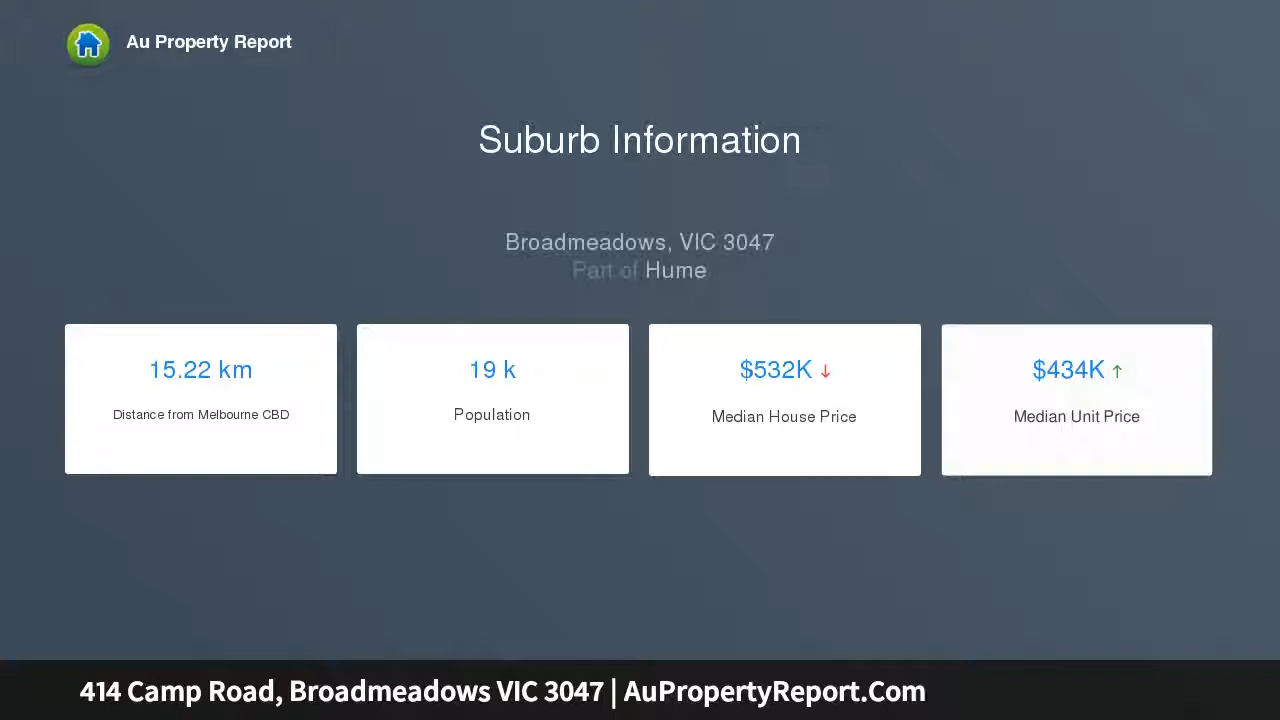 Au Property Report
Suburb Information
Broadmeadows, VIC 3047
Part of Hume
15.22 km
Distance from Melbourne CBD
19 k
Population
$532K ↓
Median House Price
$434K ↑
Median Unit Price
414 Camp Road, Broadmeadows VIC 3047 | AuPropertyReport.Com